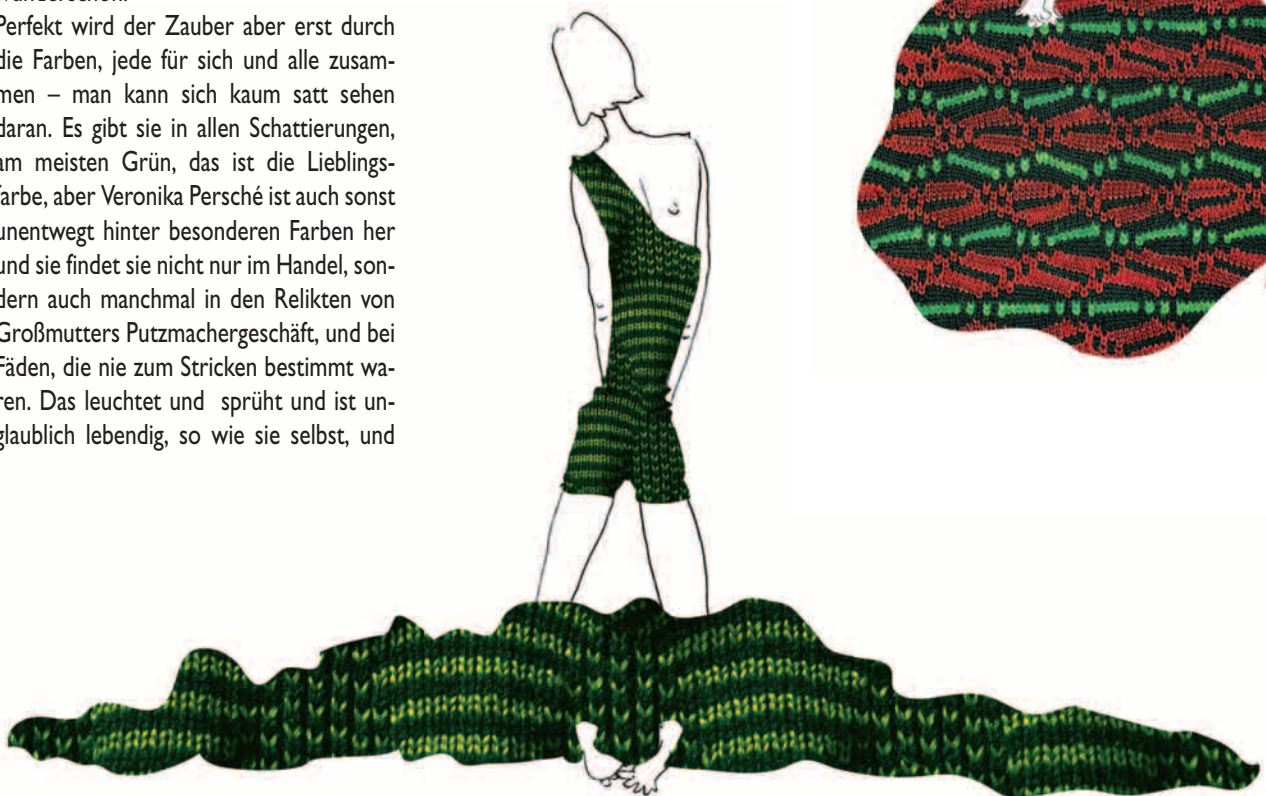 Perfekt wird der Zauber aber erst durch
die Farben, jede für sich und alle zusam-
men – man kann sich kaum satt sehen
daran. Es gibt sie in allen Schattierungen,
am meisten Grün, das ist die Lieblings-
farbe, aber Veronika Persché ist auch sonst
unentwegt hinter besonderen Farben her
und sie findet sie nicht nur im Handel, son-
dern auch manchmal in den Relikten von
Großmutters Putzmachergeschäft, und bei
Fäden, die nie zum Stricken bestimmt wa-
ren. Das leuchtet und sprüht und ist un-
glaublich lebendig, so wie sie selbst, und